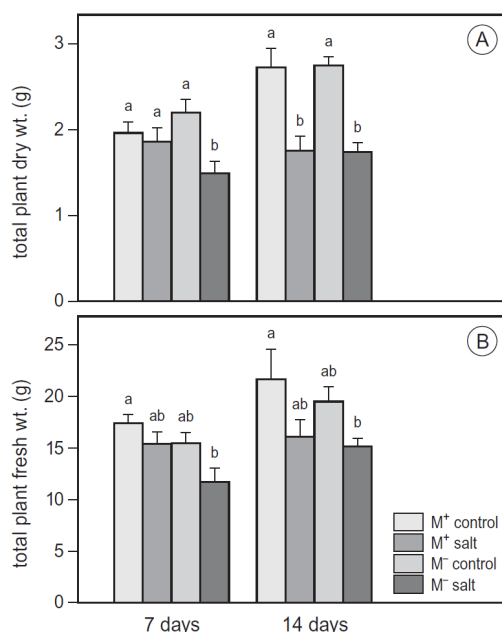 A
total plant dry wt. (g)
3
2
1
0
a
a
a
b
a
b
a
b
B
total plant fresh wt. (g)
25
20
15
10
5
0
a
ab
ab
b
a
ab
ab
b
M⁺ control
M⁺ salt
M⁻ control
M⁻ salt
7 days
14 days